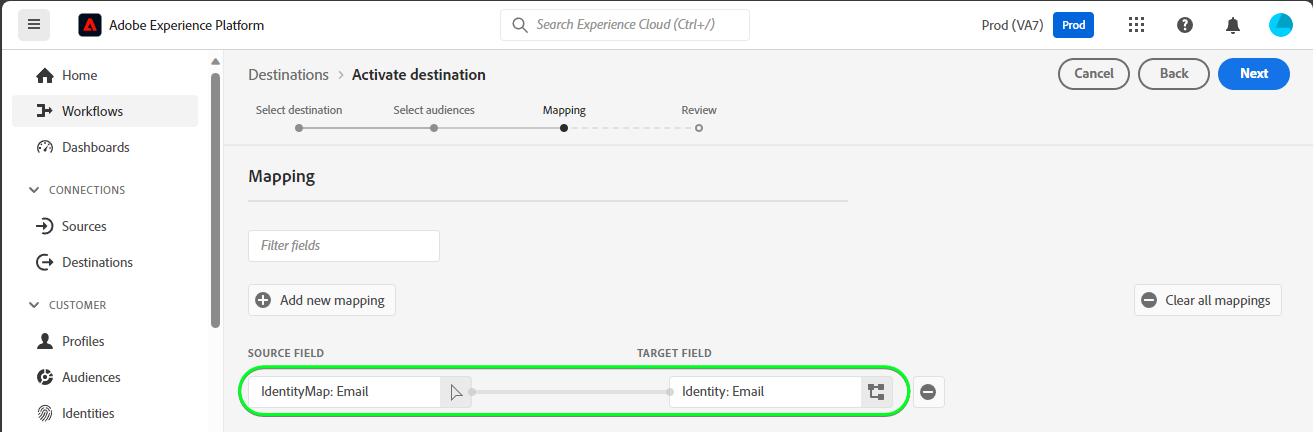 Adobe Experience Platform
Search Experience Cloud (Ctrl+/)
Prod (VA7)
Prod
Home
Workflows
Dashboards
CONNECTIONS
Sources
Destinations
CUSTOMER
Profiles
Audiences
Identities
Destinations > Activate destination
Cancel
Back
Next
Select destination
Select audiences
Mapping
Review
Mapping
Filter fields
Add new mapping
Clear all mappings
SOURCE FIELD
TARGET FIELD
IdentityMap: Email
Identity: Email